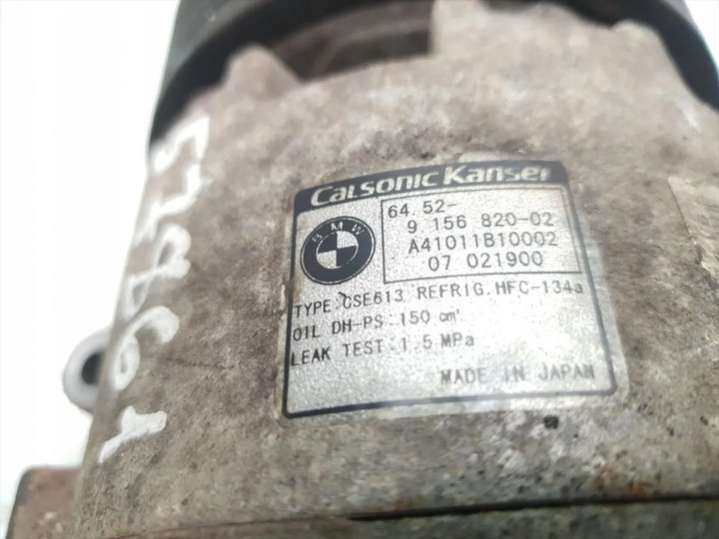 CALSONIC KANSEI
BMW
64.52-
9 156 820-02
A41011B10002
07 021900
TYPE CSE613 REFRIG.HFC-134a
OIL DH-PS 150 cm³
LEAK TEST 1.5 MPa
MADE IN JAPAN